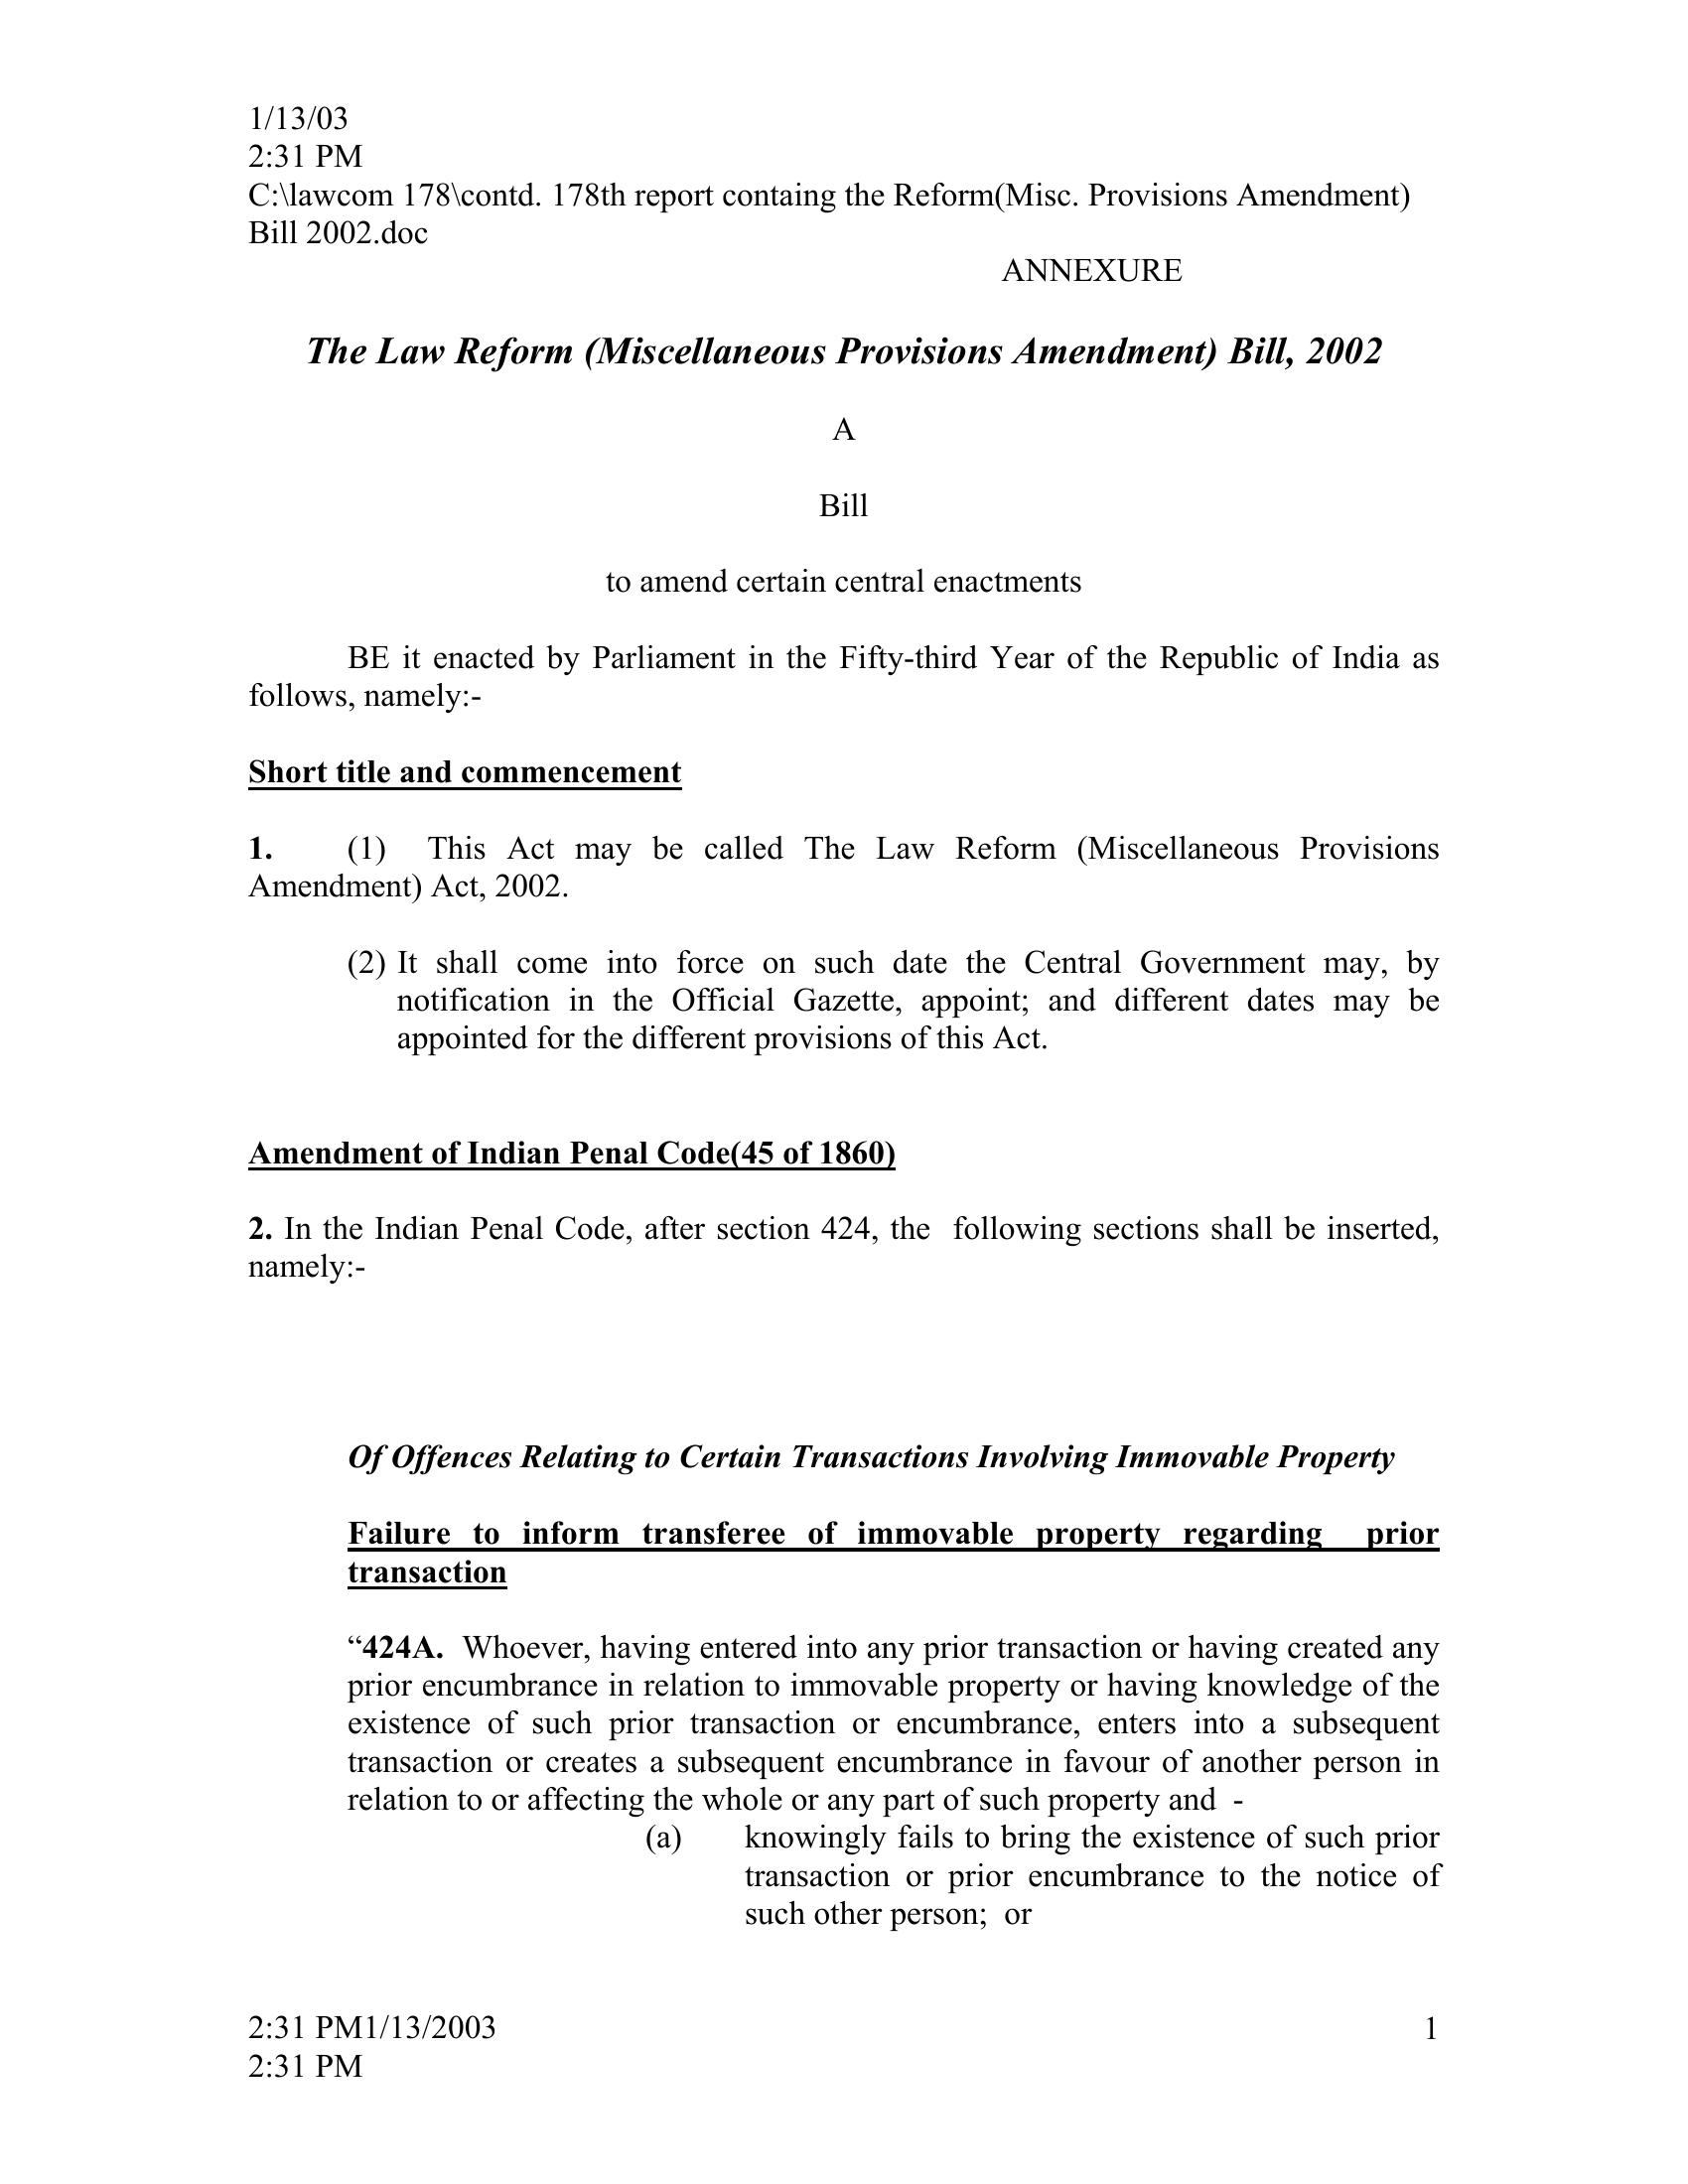 1/13/03
2:31 PM
C:\lawcom 178\contd. 178th report containg the Reform(Misc. Provisions Amendment)
Bill 2002.doc
ANNEXURE
The Law Reform (Miscellaneous Provisions Amendment) Bill, 2002
A
Bill
to amend certain central enactments
BE it enacted by Parliament in the Fifty-third Year of the Republic of India as
follows, namely:-
Short title and commencement
1. (1) This Act may be called The Law Reform (Miscellaneous Provisions
Amendment) Act, 2002.
(2) It shall come into force on such date the Central Government may, by
notification in the Official Gazette, appoint; and different dates may be
appointed for the different provisions of this Act.
Amendment of Indian Penal Code(45 of 1860)
2. In the Indian Penal Code, after section 424, the following sections shall be inserted,
namely:-
Of Offences Relating to Certain Transactions Involving Immovable Property
Failure to inform transferee of immovable property regarding prior
transaction
“424A. Whoever, having entered into any prior transaction or having created any
prior encumbrance in relation to immovable property or having knowledge of the
existence of such prior transaction or encumbrance, enters into a subsequent
transaction or creates a subsequent encumbrance in favour of another person in
relation to or affecting the whole or any part of such property and -
(a) knowingly fails to bring the existence of such prior
transaction or prior encumbrance to the notice of
such other person; or
2:31 PM1/13/2003 1
2:31 PM